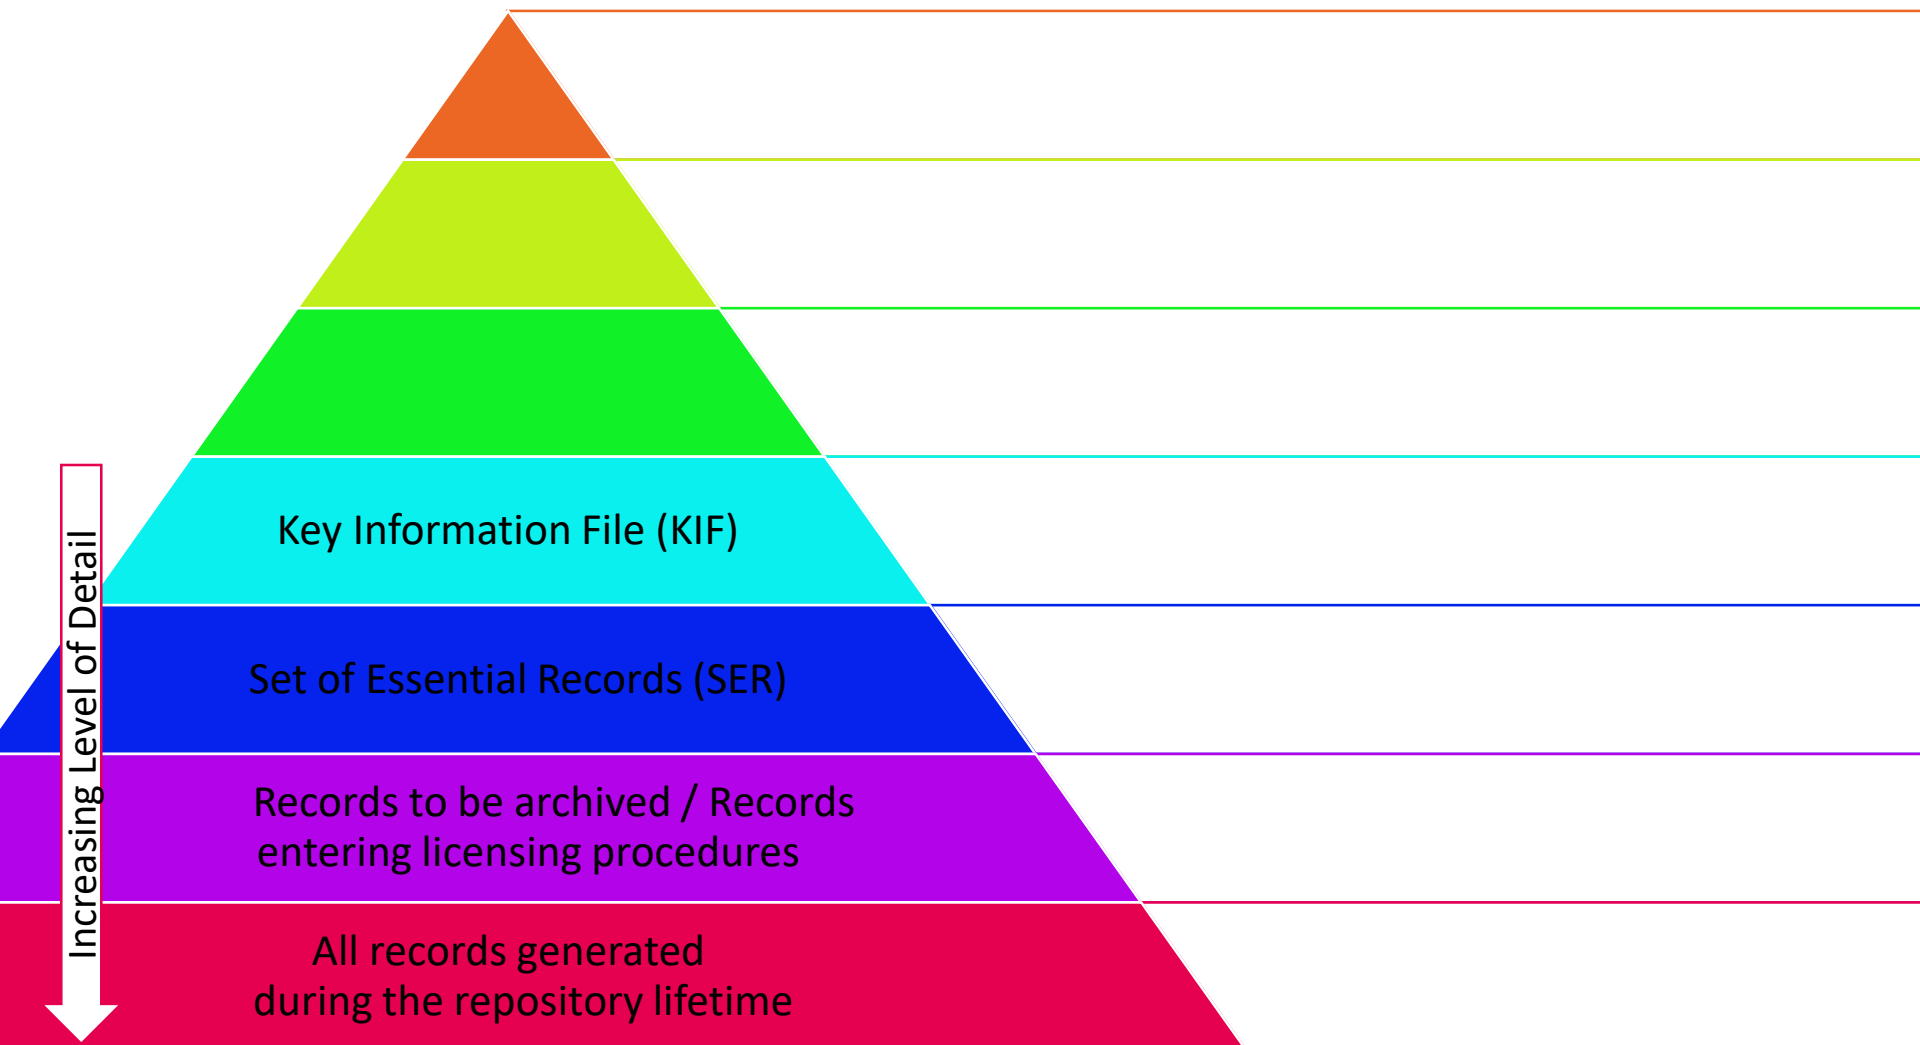 Key Information File (KIF)
Set of Essential Records (SER)
Records to be archived / Records
entering licensing procedures
All records generated
during the repository lifetime
Increasing Level of Detail